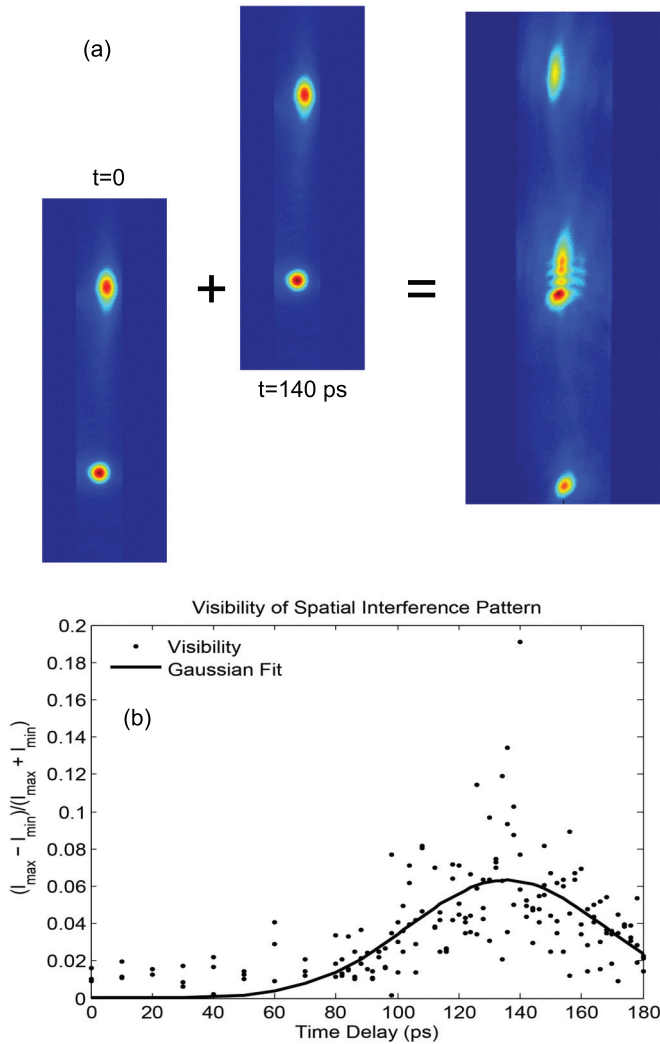 (a)
t=0
+
=
t=140 ps
Visibility of Spatial Interference Pattern
0.2
0.18
0.16
0.14
0.12
0.1
0.08
0.06
0.04
0.02
0
(I_max − I_min)/(I_max + I_min)
Visibility
Gaussian Fit
(b)
0 20 40 60 80 100 120 140 160 180
Time Delay (ps)